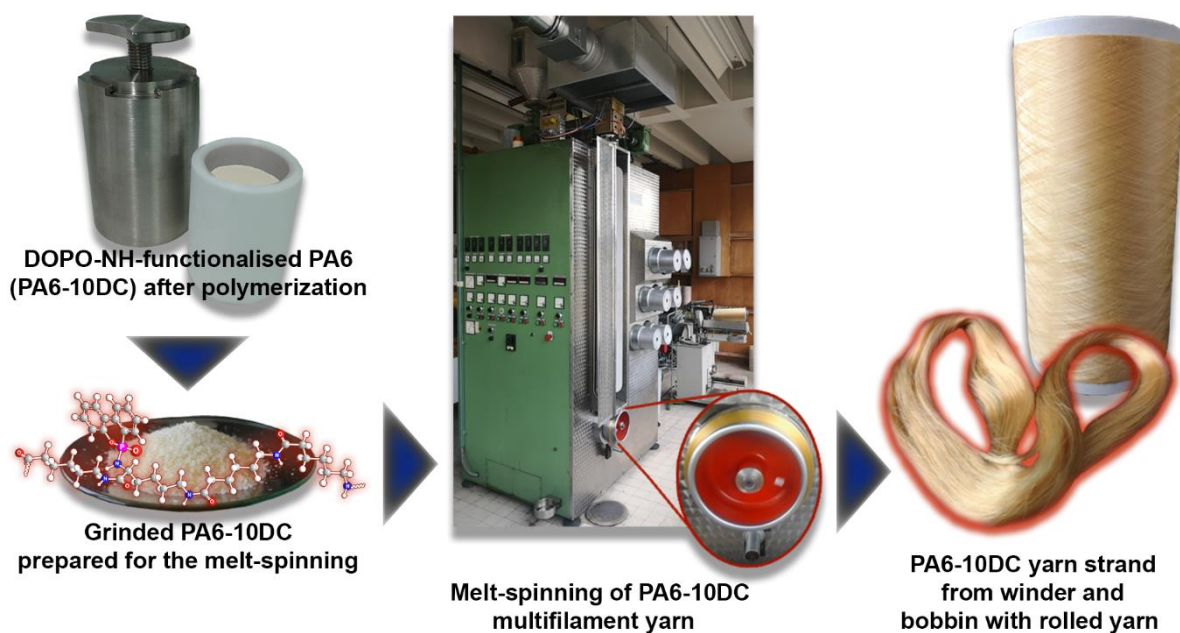 DOPO-NH-functionalised PA6
(PA6-10DC) after polymerization
Grinded PA6-10DC
prepared for the melt-spinning
Melt-spinning of PA6-10DC
multifilament yarn
PA6-10DC yarn strand
from winder and
bobbin with rolled yarn